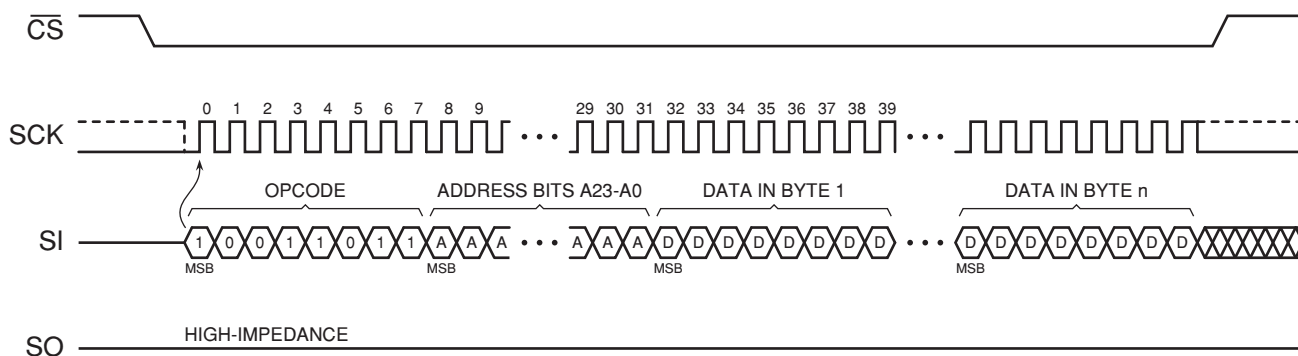 CS
SCK
0 1 2 3 4 5 6 7 8 9 29 30 31 32 33 34 35 36 37 38 39
OPCODE ADDRESS BITS A23-A0 DATA IN BYTE 1 DATA IN BYTE n
SI
1 0 0 1 1 0 1 1 A A A A A A D D D D D D D D D D D D D D D D
MSB MSB MSB MSB
HIGH-IMPEDANCE
SO